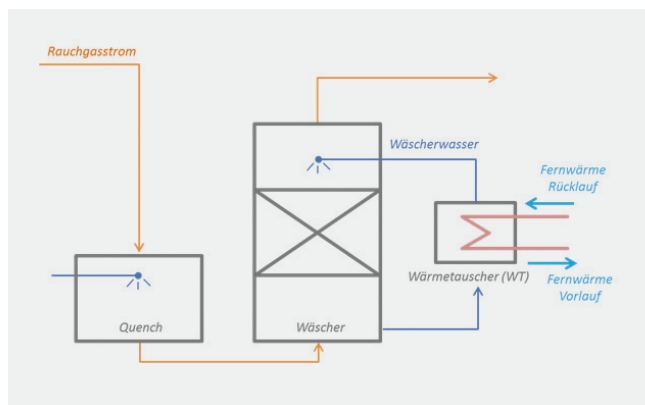 Rauchgasstrom
Wäscherwasser
Fernwärme
Rücklauf
Wärmetauscher (WT)
Fernwärme
Vorlauf
Quench
Wäscher